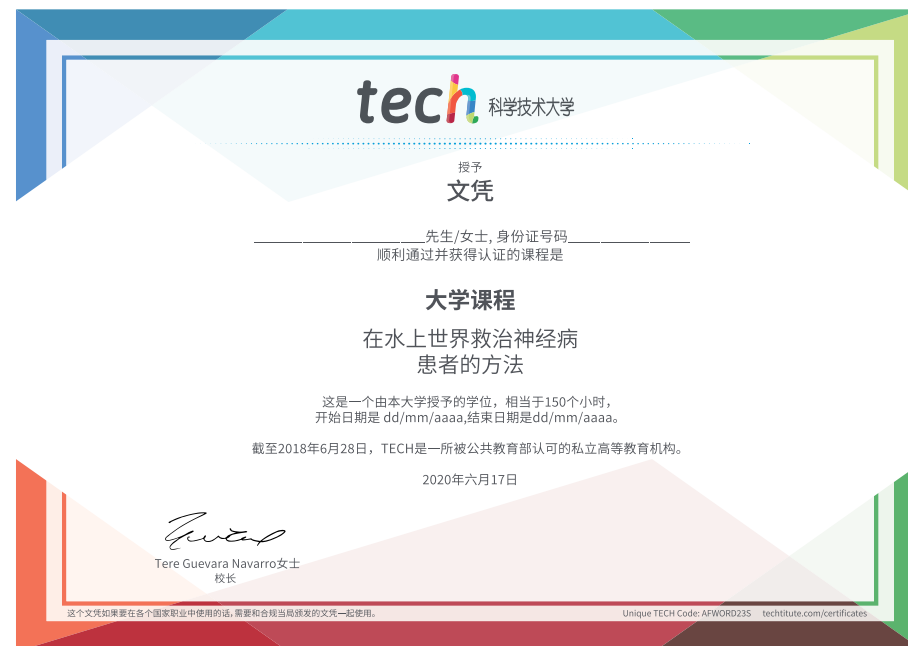 tech 科学技术大学
授予
文凭
______________________先生/女士, 身份证号码_______________
顺利通过并获得认证的课程是
大学课程
在水上世界救治神经病
患者的方法
这是一个由本大学授予的学位，相当于150个小时，
开始日期是 dd/mm/aaaa,结束日期是dd/mm/aaaa。
截至2018年6月28日，TECH是一所被公共教育部认可的私立高等教育机构。
2020年六月17日
Tere Guevara Navarro女士
校长
这个文凭如果要在各个国家职业中使用的话,需要和合规当局颁发的文凭一起使用。
Unique TECH Code: AFWORD23S techtitute.com/certificates